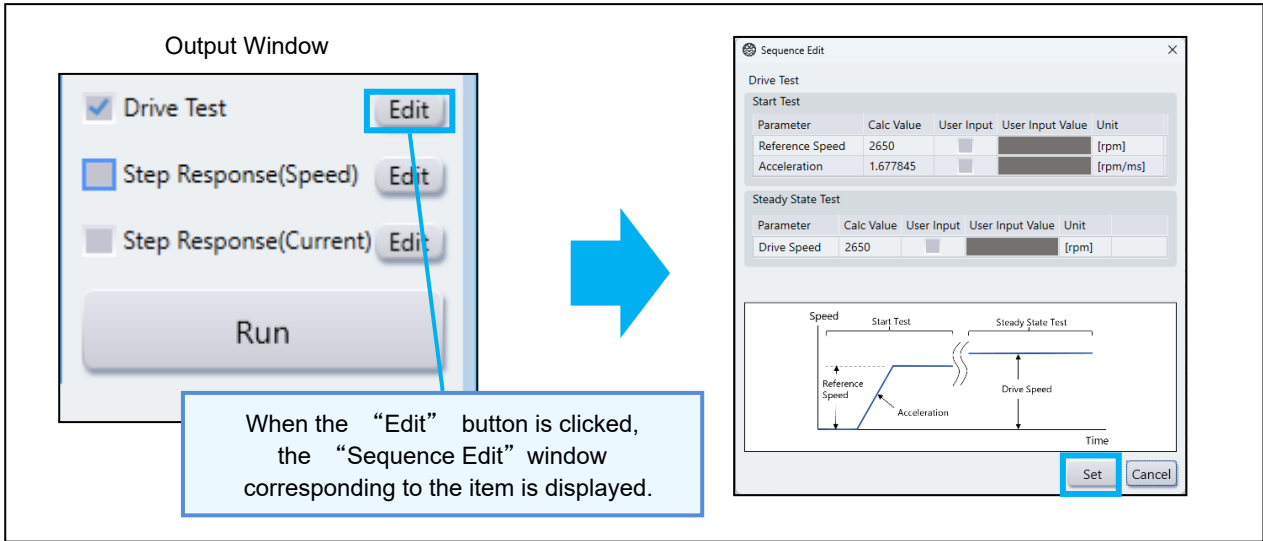 Output Window
Drive Test Edit
Step Response(Speed) Edit
Step Response(Current) Edit
Run
When the “Edit” button is clicked,
the “Sequence Edit” window
corresponding to the item is displayed.
Sequence Edit
Drive Test
Start Test
Parameter Calc Value User Input User Input Value Unit
Reference Speed 2650 [rpm]
Acceleration 1.677845 [rpm/ms]
Steady State Test
Parameter Calc Value User Input User Input Value Unit
Drive Speed 2650 [rpm]
Speed
Start Test
Steady State Test
Reference
Speed
Acceleration
Drive Speed
Time
Set Cancel